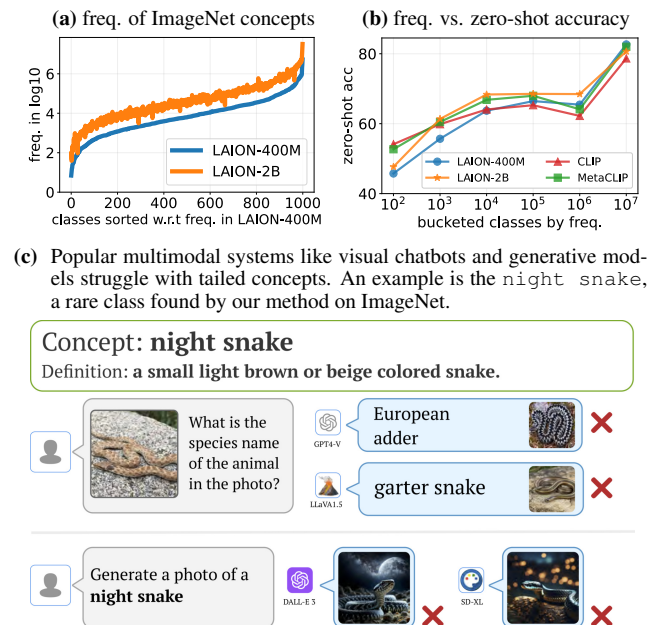 (a) freq. of ImageNet concepts
freq. in log10
6
4
2
0
0 200 400 600 800 1000
LAION-400M
LAION-2B
classes sorted w.r.t freq. in LAION-400M
(b) freq. vs. zero-shot accuracy
zero-shot acc
80
60
40
LAION-400M
LAION-2B
CLIP
MetaCLIP
10² 10³ 10⁴ 10⁵ 10⁶ 10⁷
bucketed classes by freq.
(c) Popular multimodal systems like visual chatbots and generative mod-
els struggle with tailed concepts. An example is the night snake,
a rare class found by our method on ImageNet.
Concept: night snake
Definition: a small light brown or beige colored snake.
What is the
species name
of the animal
in the photo?
GPT4-V
European
adder
LLaVA1.5
garter snake
Generate a photo of a
night snake
DALL-E 3
SD-XL